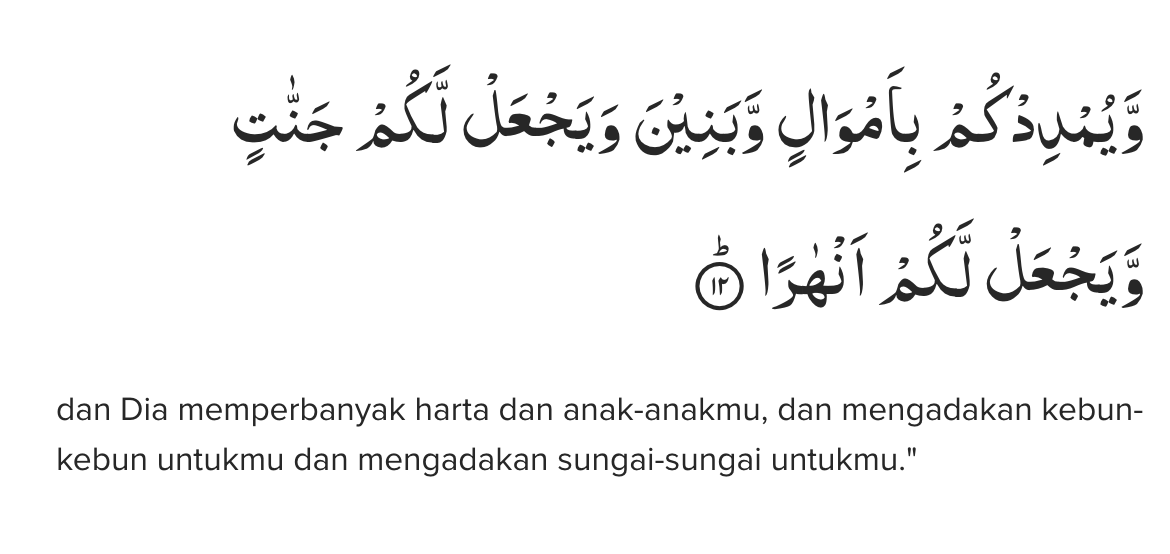 وَّيُمْدِدْكُمْ بِاَمْوَالٍ وَّبَنِيْنَ وَيَجْعَلْ لَّكُمْ جَنّٰتٍ
وَّيَجْعَلْ لَّكُمْ اَنْهٰرًا ۗ ١٢
dan Dia memperbanyak harta dan anak-anakmu, dan mengadakan kebun-
kebun untukmu dan mengadakan sungai-sungai untukmu."